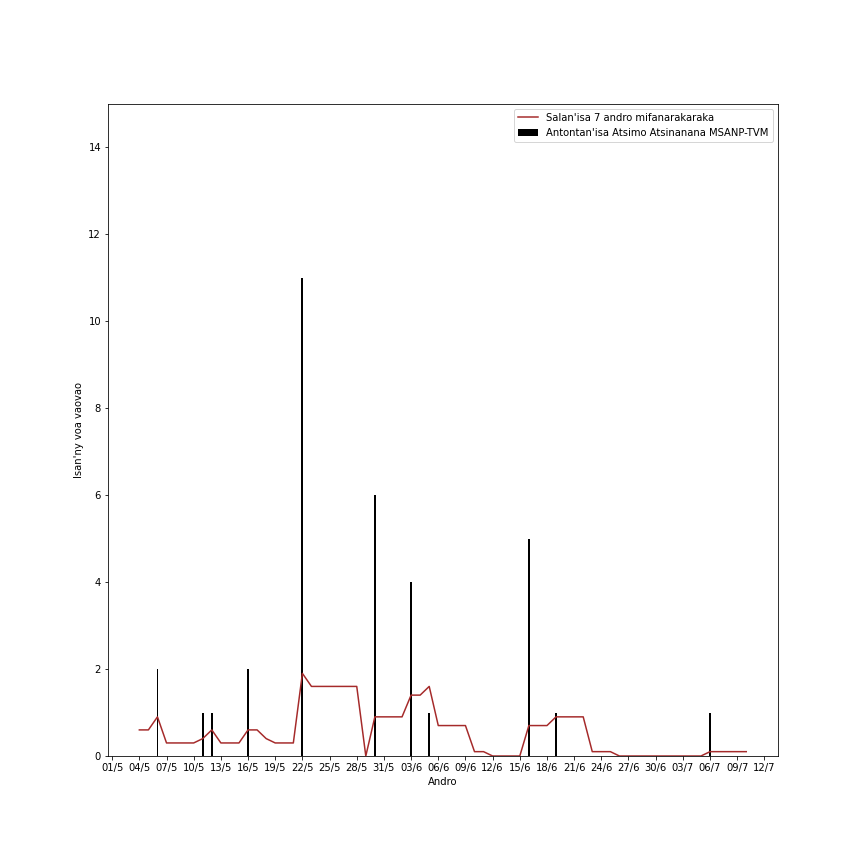 Salan'isa 7 andro mifanarakaraka
Antontan'isa Atsimo Atsinanana MSANP-TVM
14
12
10
8
6
4
2
0
Isan'ny voa vaovao
01/5 04/5 07/5 10/5 13/5 16/5 19/5 22/5 25/5 28/5 31/5 03/6 06/6 09/6 12/6 15/6 18/6 21/6 24/6 27/6 30/6 03/7 06/7 09/7 12/7
Andro